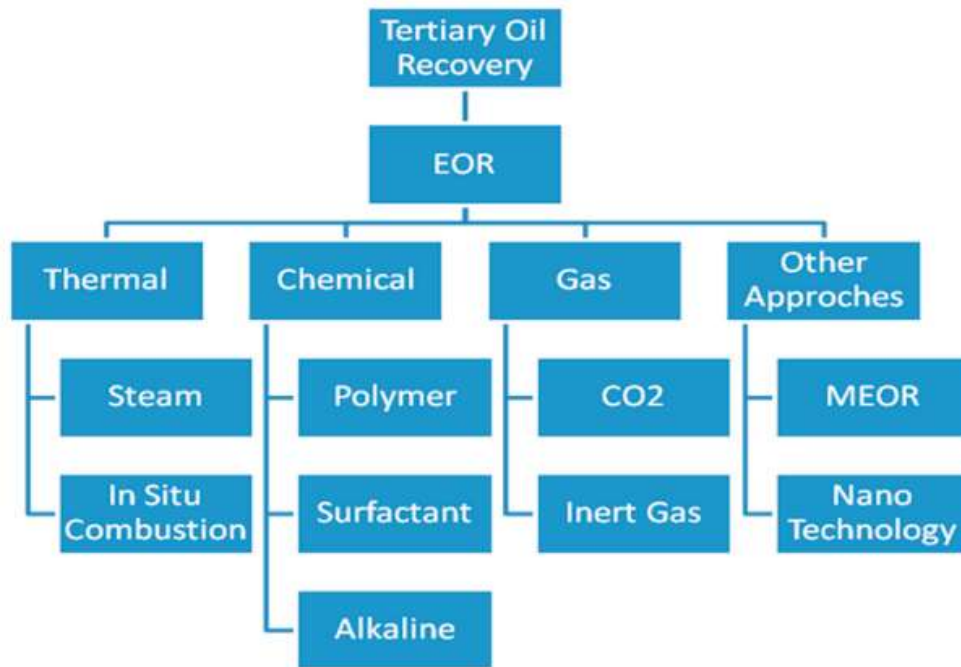 Tertiary Oil
Recovery
EOR
Thermal
Chemical
Gas
Other
Approches
Steam
Polymer
CO2
MEOR
In Situ
Combustion
Surfactant
Inert Gas
Nano
Technology
Alkaline